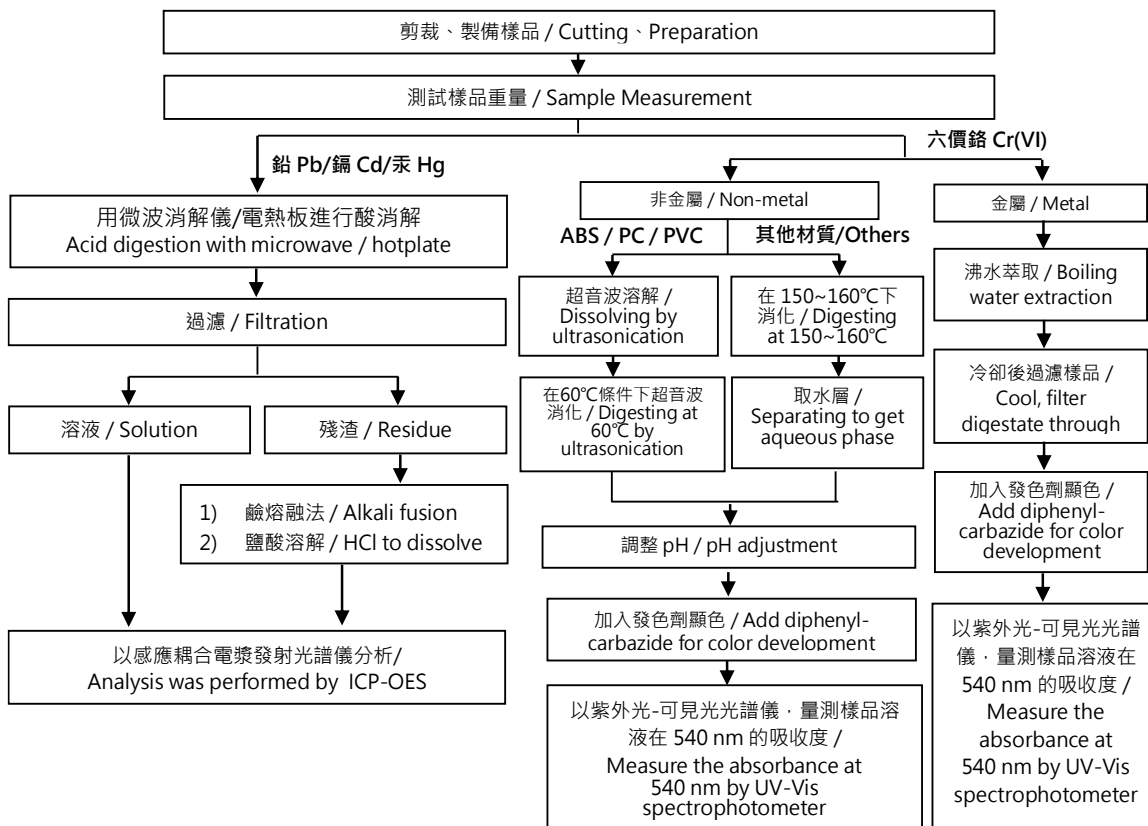 剪裁、製備樣品 / Cutting、Preparation
測試樣品重量 / Sample Measurement
鉛 Pb/鎘 Cd/汞 Hg
六價鉻 Cr(VI)
用微波消解儀/電熱板進行酸消解
Acid digestion with microwave / hotplate
過濾 / Filtration
溶液 / Solution
殘渣 / Residue
1) 鹼熔融法 / Alkali fusion
2) 鹽酸溶解 / HCl to dissolve
以感應耦合電漿發射光譜儀分析/
Analysis was performed by ICP-OES
非金屬 / Non-metal
ABS / PC / PVC
其他材質/Others
超音波溶解 /
Dissolving by
ultrasonication
在60℃條件下超音波
消化 / Digesting at
60℃ by
ultrasonication
在 150~160℃下
消化 / Digesting
at 150~160℃
取水層 /
Separating to get
aqueous phase
調整 pH / pH adjustment
加入發色劑顯色 / Add diphenyl-
carbazide for color development
以紫外光-可見光光譜儀，量測樣品溶
液在 540 nm 的吸收度 /
Measure the absorbance at
540 nm by UV-Vis
spectrophotometer
金屬 / Metal
沸水萃取 / Boiling
water extraction
冷卻後過濾樣品 /
Cool, filter
digestate through
加入發色劑顯色 /
Add diphenyl-
carbazide for color
development
以紫外光-可見光光譜
儀，量測樣品溶液在
540 nm 的吸收度 /
Measure the
absorbance at
540 nm by UV-Vis
spectrophotometer